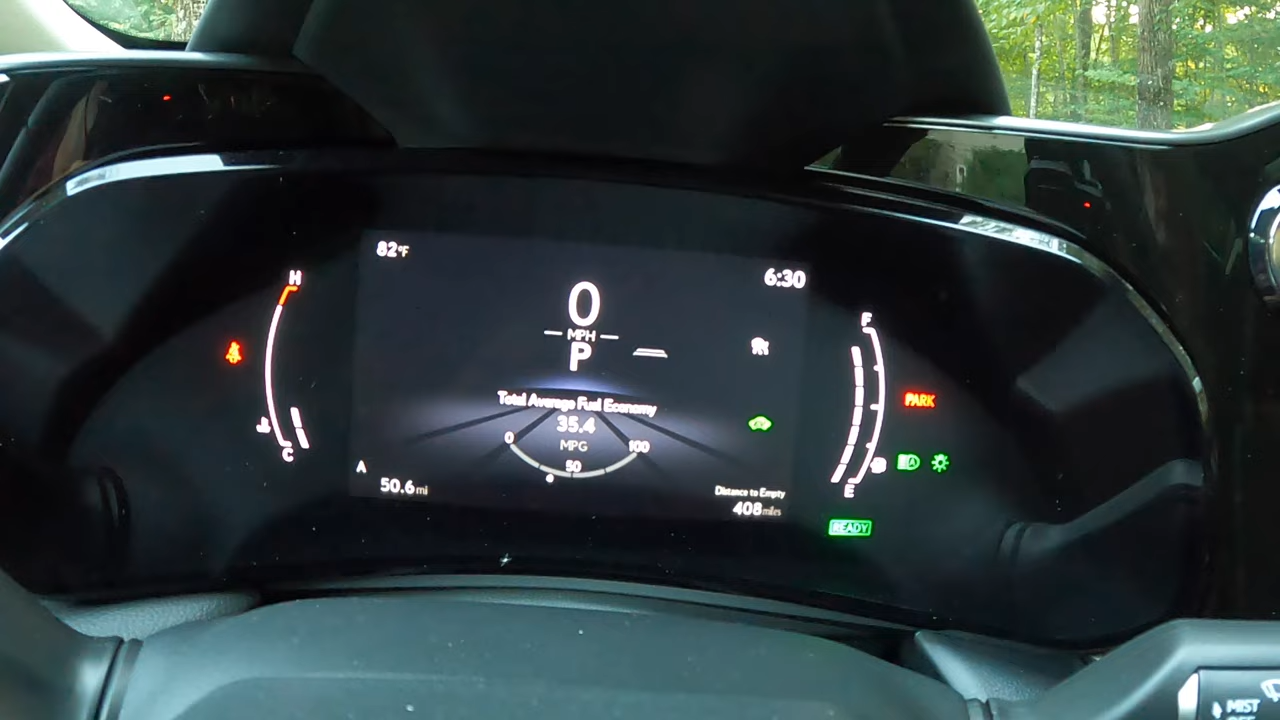 82°F
6:30
H
0
MPH
P
F
Total Average Fuel Economy
35.4
MPG
0
100
50
PARK
A
A
C
50.6 mi
Distance to Empty
408 miles
E
READY
MIST